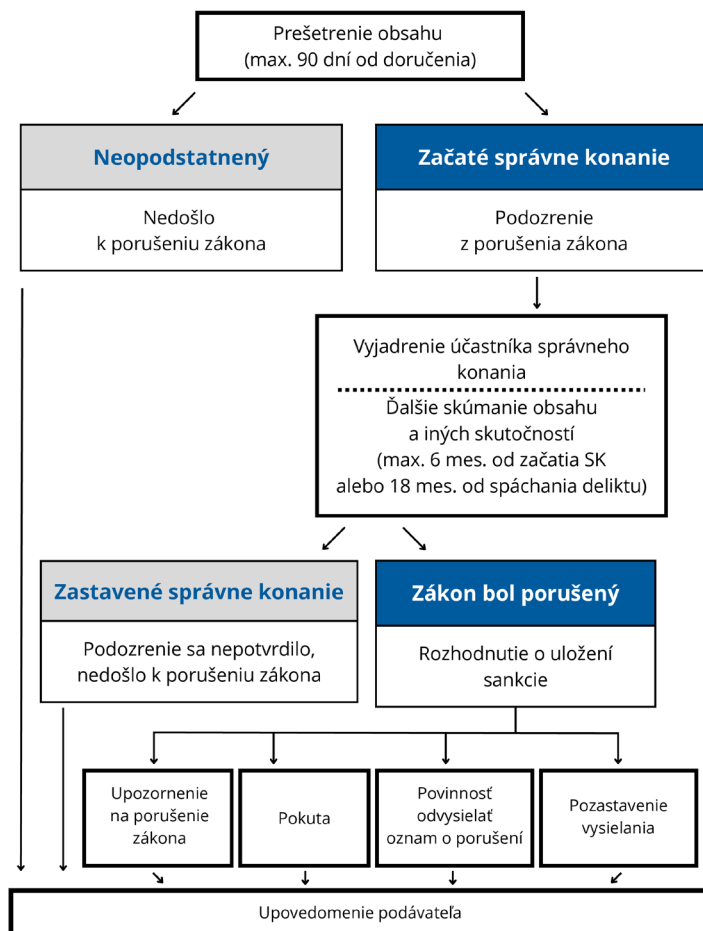 Prešetrenie obsahu
(max. 90 dní od doručenia)
Neopodstatnený
Nedošlo
k porušeniu zákona
Začaté správne konanie
Podozrenie
z porušenia zákona
Vyjadrenie účastníka správneho
konania
Ďalšie skúmanie obsahu
a iných skutočností
(max. 6 mes. od začatia SK
alebo 18 mes. od spáchania deliktu)
Zastavené správne konanie
Podozrenie sa nepotvrdilo,
nedošlo k porušeniu zákona
Zákon bol porušený
Rozhodnutie o uložení
sankcie
Upozornenie
na porušenie
zákona
Pokuta
Povinnosť
odvysielať
oznam o porušení
Pozastavenie
vysielania
Upovedomenie podávateľa